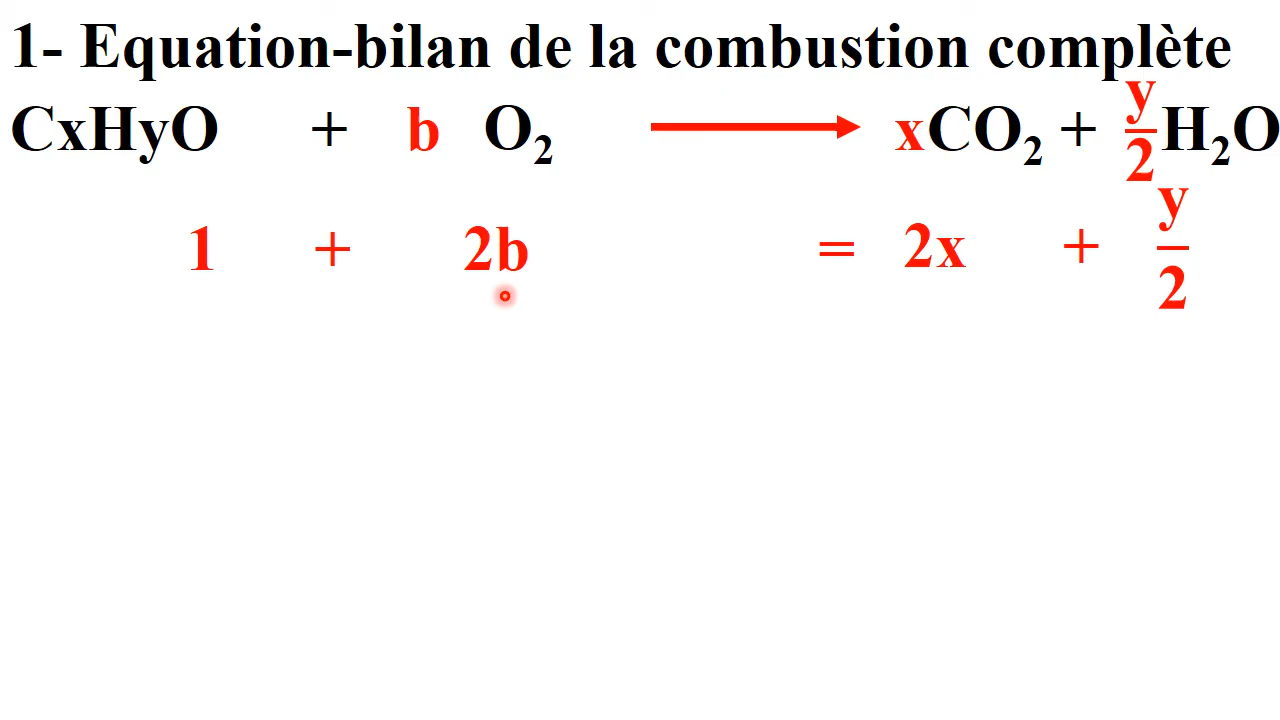 1- Equation-bilan de la combustion complète
CxHyO + b O₂ → xCO₂ + y/2 H₂O
1 + 2b = 2x + y/2